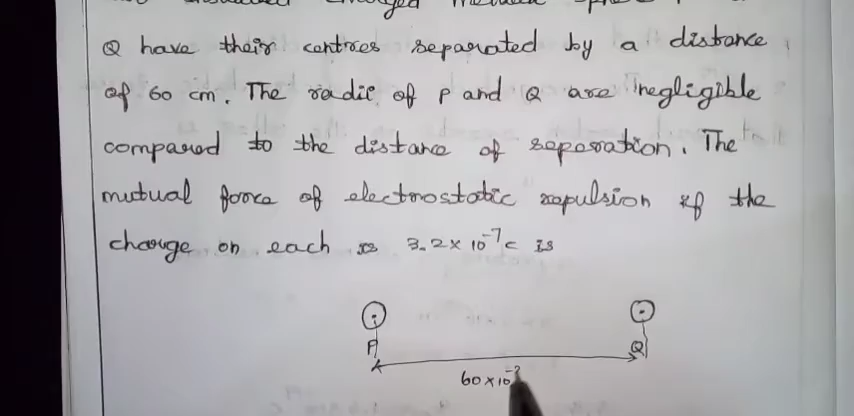 charged
Q have their centres separated by a distance
of 60 cm. The radii of P and Q are negligible
compared to the distance of separation. The
mutual force of electrostatic repulsion if the
charge on each is 3.2×10⁻⁷c is
P Q
60×10⁻²